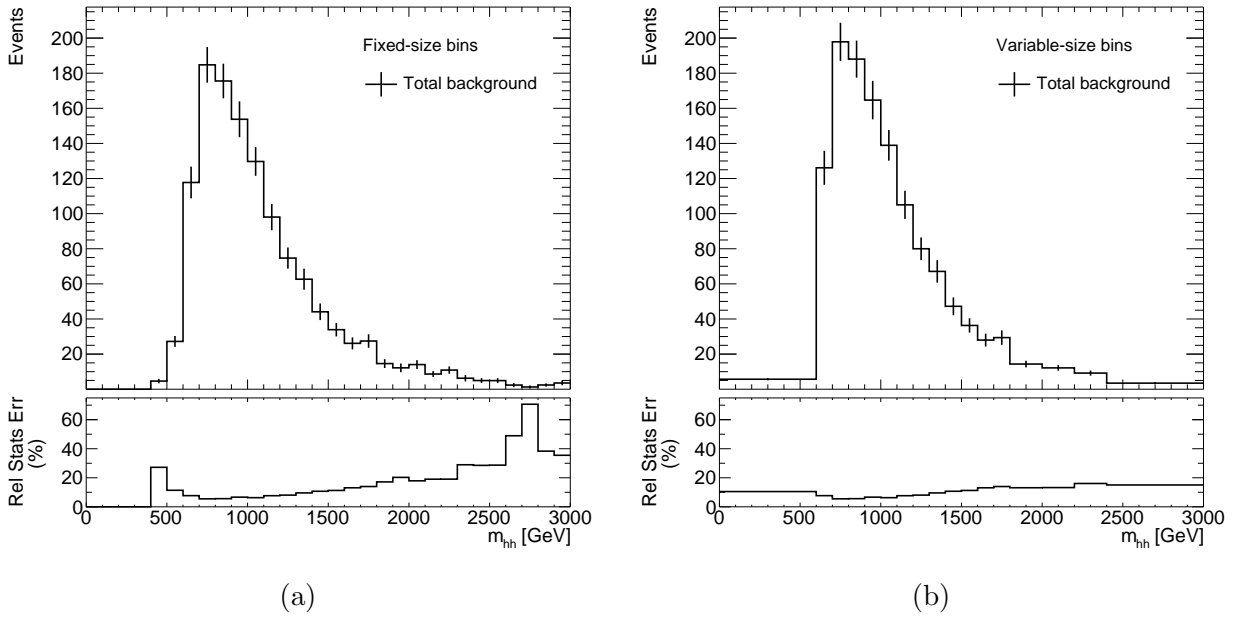 Events
200
180
160
140
120
100
80
60
40
20
Fixed-size bins
Total background
Rel Stats Err
(%)
60
40
20
0
0 500 1000 1500 2000 2500 3000
m_hh [GeV]
(a)
Events
200
180
160
140
120
100
80
60
40
20
Variable-size bins
Total background
Rel Stats Err
(%)
60
40
20
0
0 500 1000 1500 2000 2500 3000
m_hh [GeV]
(b)